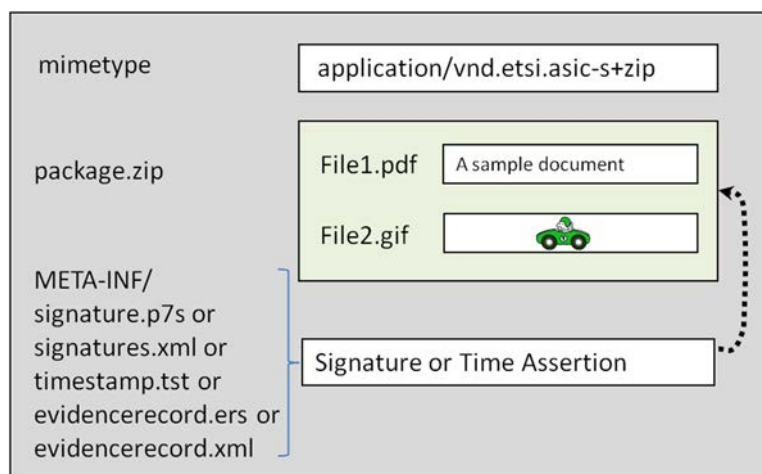 mimetype
application/vnd.etsi.asic-s+zip
package.zip
File1.pdf
A sample document
File2.gif
META-INF/
signature.p7s or
signatures.xml or
timestamp.tst or
evidencerecord.ers or
evidencerecord.xml
Signature or Time Assertion